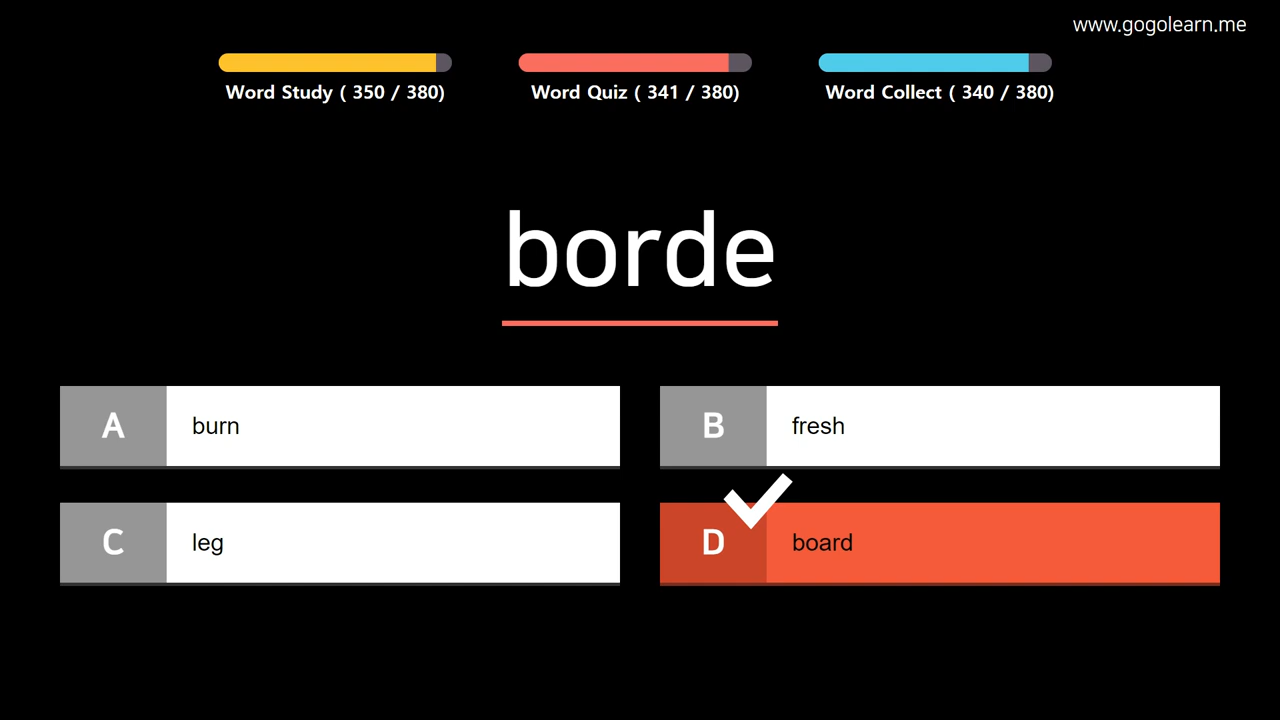 www.gogolearn.me
Word Study ( 350 / 380)
Word Quiz ( 341 / 380)
Word Collect ( 340 / 380)
borde
A burn
B fresh
C leg
D board